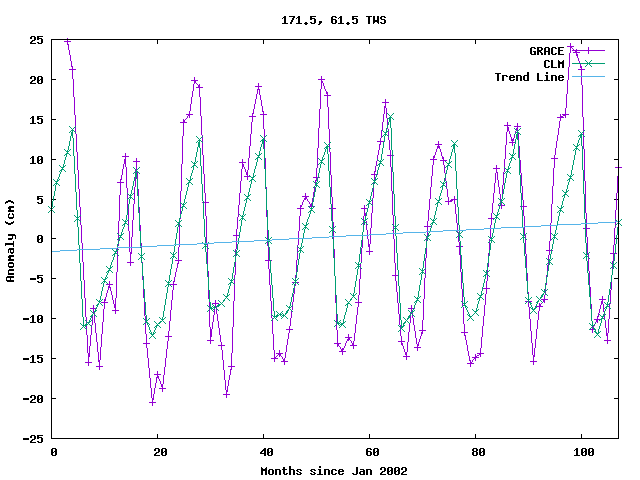 171.5, 61.5 TWS
GRACE
CLM
Trend Line
25
20
15
10
5
0
-5
-10
-15
-20
-25
Anomaly (cm)
0 20 40 60 80 100
Months since Jan 2002